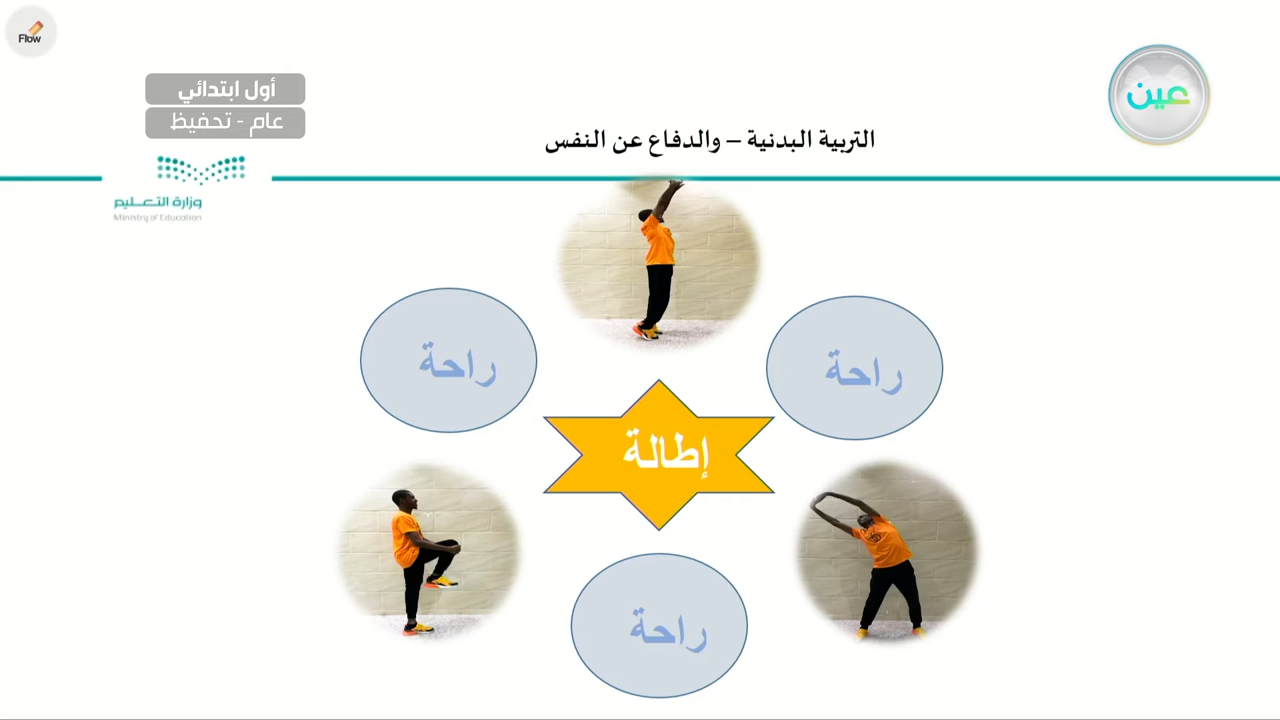 Flow
أول ابتدائي
عام - تحفيظ
عين
التربية البدنية – والدفاع عن النفس
وزارة التعـــليم
Ministry of Education
راحة
راحة
إطالة
راحة